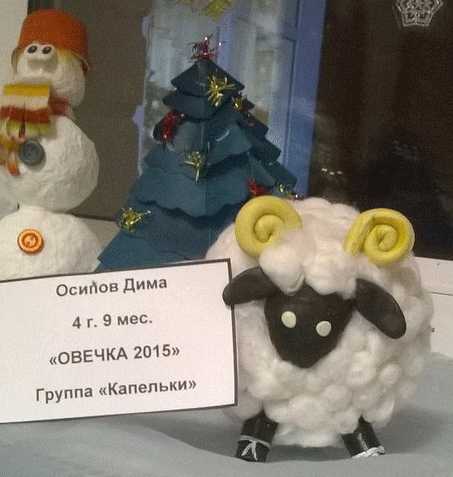 Осипов Дима
4 г. 9 мес.
«ОВЕЧКА 2015»
Группа «Капельки»